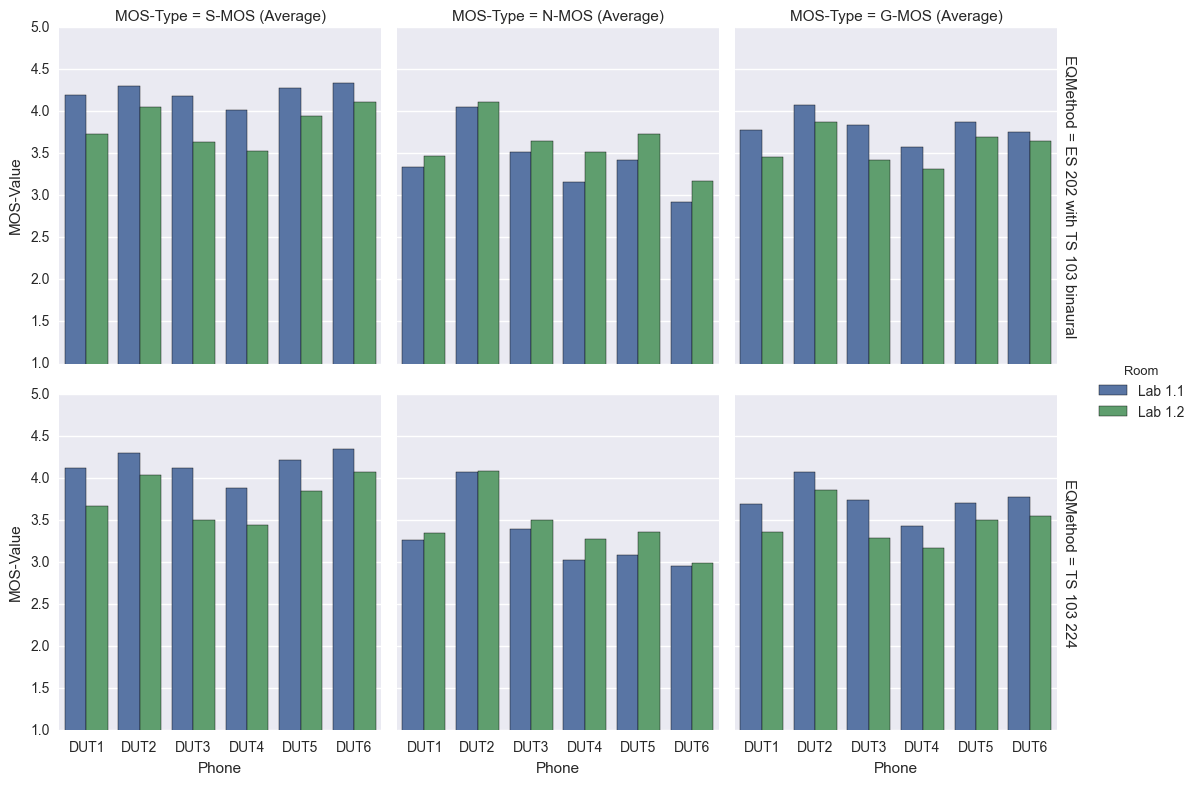 MOS-Type = S-MOS (Average)
MOS-Type = N-MOS (Average)
MOS-Type = G-MOS (Average)
5.0
4.5
4.0
3.5
3.0
2.5
2.0
1.5
1.0
MOS-Value
EQMethod = ES 202 with TS 103 binaural
Room
Lab 1.1
Lab 1.2
5.0
4.5
4.0
3.5
3.0
2.5
2.0
1.5
1.0
MOS-Value
EQMethod = TS 103 224
DUT1 DUT2 DUT3 DUT4 DUT5 DUT6
DUT1 DUT2 DUT3 DUT4 DUT5 DUT6
DUT1 DUT2 DUT3 DUT4 DUT5 DUT6
Phone
Phone
Phone